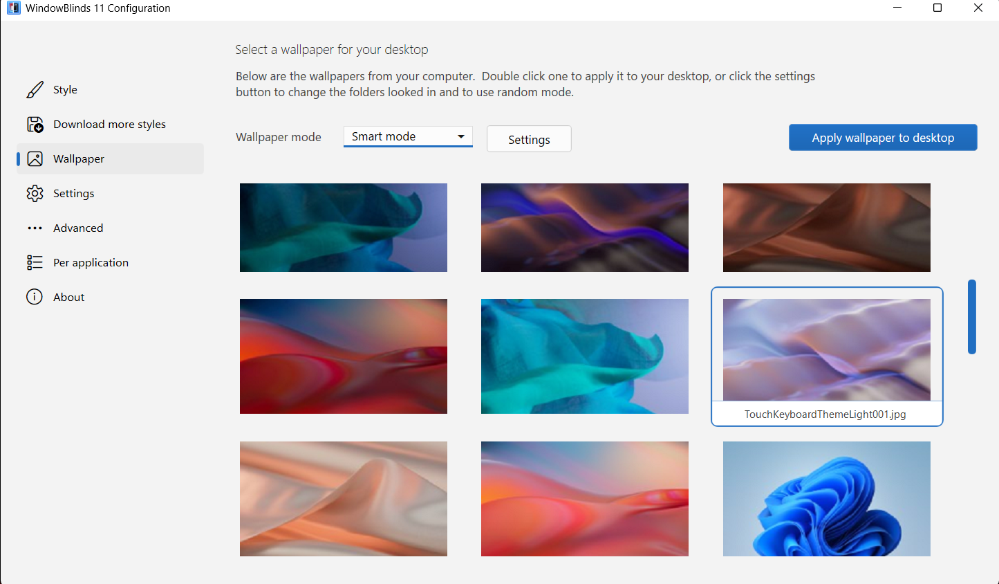 WindowBlinds 11 Configuration
Select a wallpaper for your desktop
Below are the wallpapers from your computer.  Double click one to apply it to your desktop, or click the settings
button to change the folders looked in and to use random mode.
Style
Download more styles
Wallpaper
Settings
Advanced
Per application
About
Wallpaper mode
Smart mode
Settings
Apply wallpaper to desktop
TouchKeyboardThemeLight001.jpg